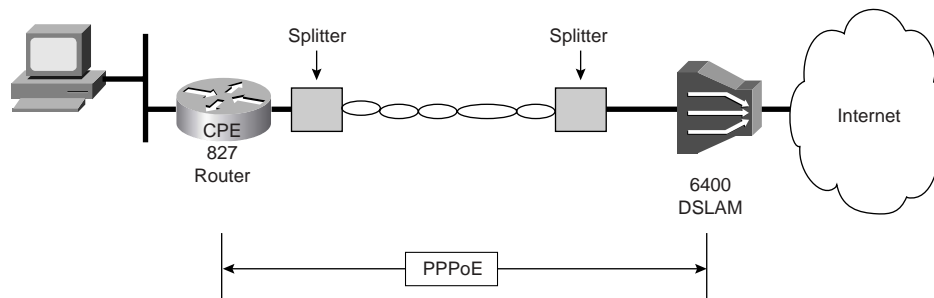 Splitter
Splitter
CPE
827
Router
Internet
6400
DSLAM
PPPoE